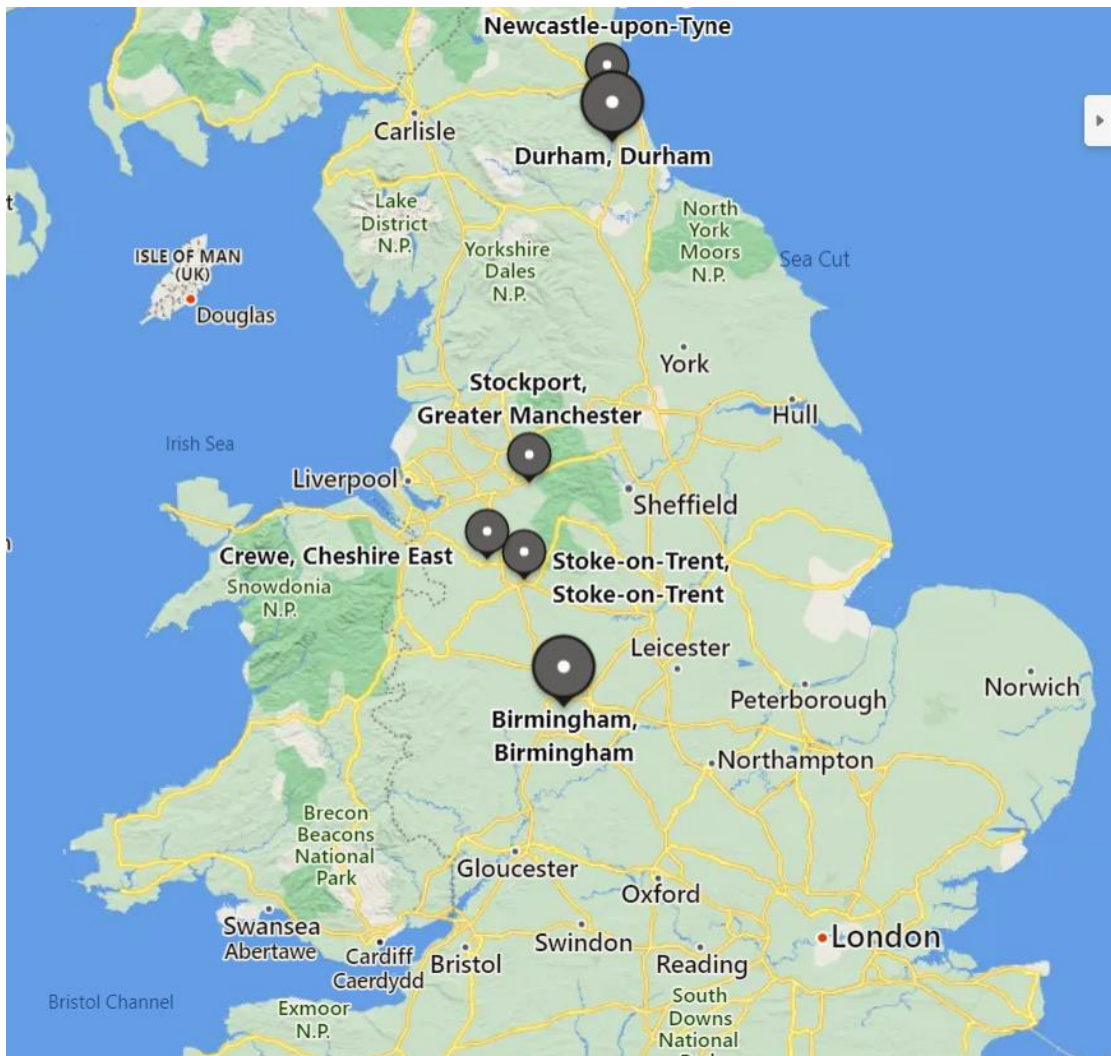 Newcastle-upon-Tyne
Carlisle
Durham, Durham
Lake
District
N.P.
North
York
Moors
N.P.
Yorkshire
Dales
N.P.
Sea Cut
t
ISLE OF MAN
(UK)
Douglas
York
Stockport,
Greater Manchester
Hull
Irish Sea
Liverpool
Sheffield
n
Crewe, Cheshire East
Stoke-on-Trent,
Stoke-on-Trent
Snowdonia
N.P.
Leicester
Peterborough
Norwich
Birmingham,
Birmingham
Northampton
Brecon
Beacons
National
Park
Gloucester
Oxford
Swansea
Abertawe
Cardiff
Caerdydd
Bristol
Swindon
Reading
London
Bristol Channel
Exmoor
N.P.
South
Downs
National